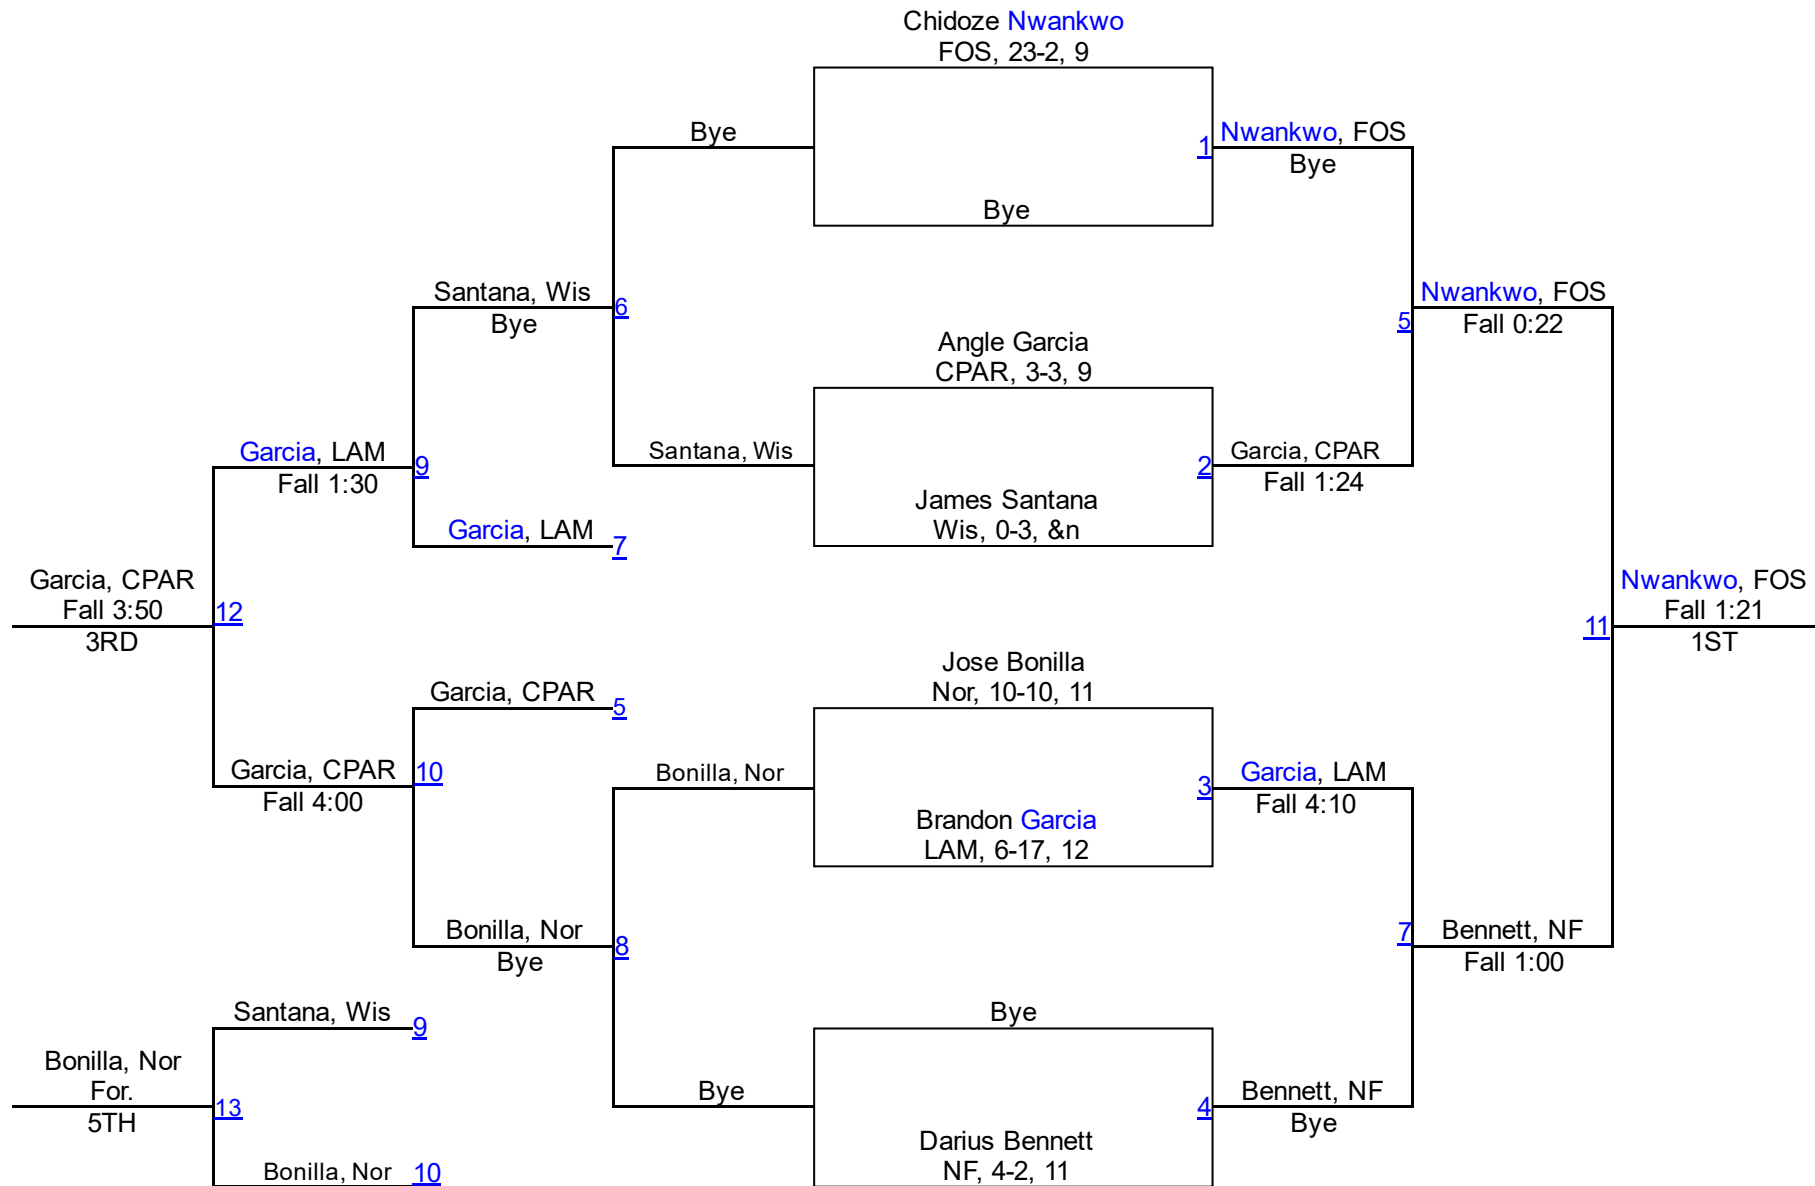 Chidoze Nwankwo
FOS, 23-2, 9
Bye
1
Nwankwo, FOS
Bye
Bye
Santana, Wis
Bye
6
Nwankwo, FOS
Fall 0:22
5
Angle Garcia
CPAR, 3-3, 9
Garcia, LAM
Fall 1:30
9
Santana, Wis
2
Garcia, CPAR
Fall 1:24
James Santana
Wis, 0-3, &n
Garcia, LAM
7
Garcia, CPAR
Fall 3:50
3RD
12
Nwankwo, FOS
Fall 1:21
1ST
11
Jose Bonilla
Nor, 10-10, 11
Garcia, CPAR
5
Garcia, CPAR
Fall 4:00
10
Bonilla, Nor
3
Garcia, LAM
Fall 4:10
Brandon Garcia
LAM, 6-17, 12
Bonilla, Nor
Bye
8
7
Bennett, NF
Fall 1:00
Santana, Wis
9
Bye
Bonilla, Nor
For.
5TH
13
Bye
4
Bennett, NF
Bye
Darius Bennett
NF, 4-2, 11
Bonilla, Nor
10